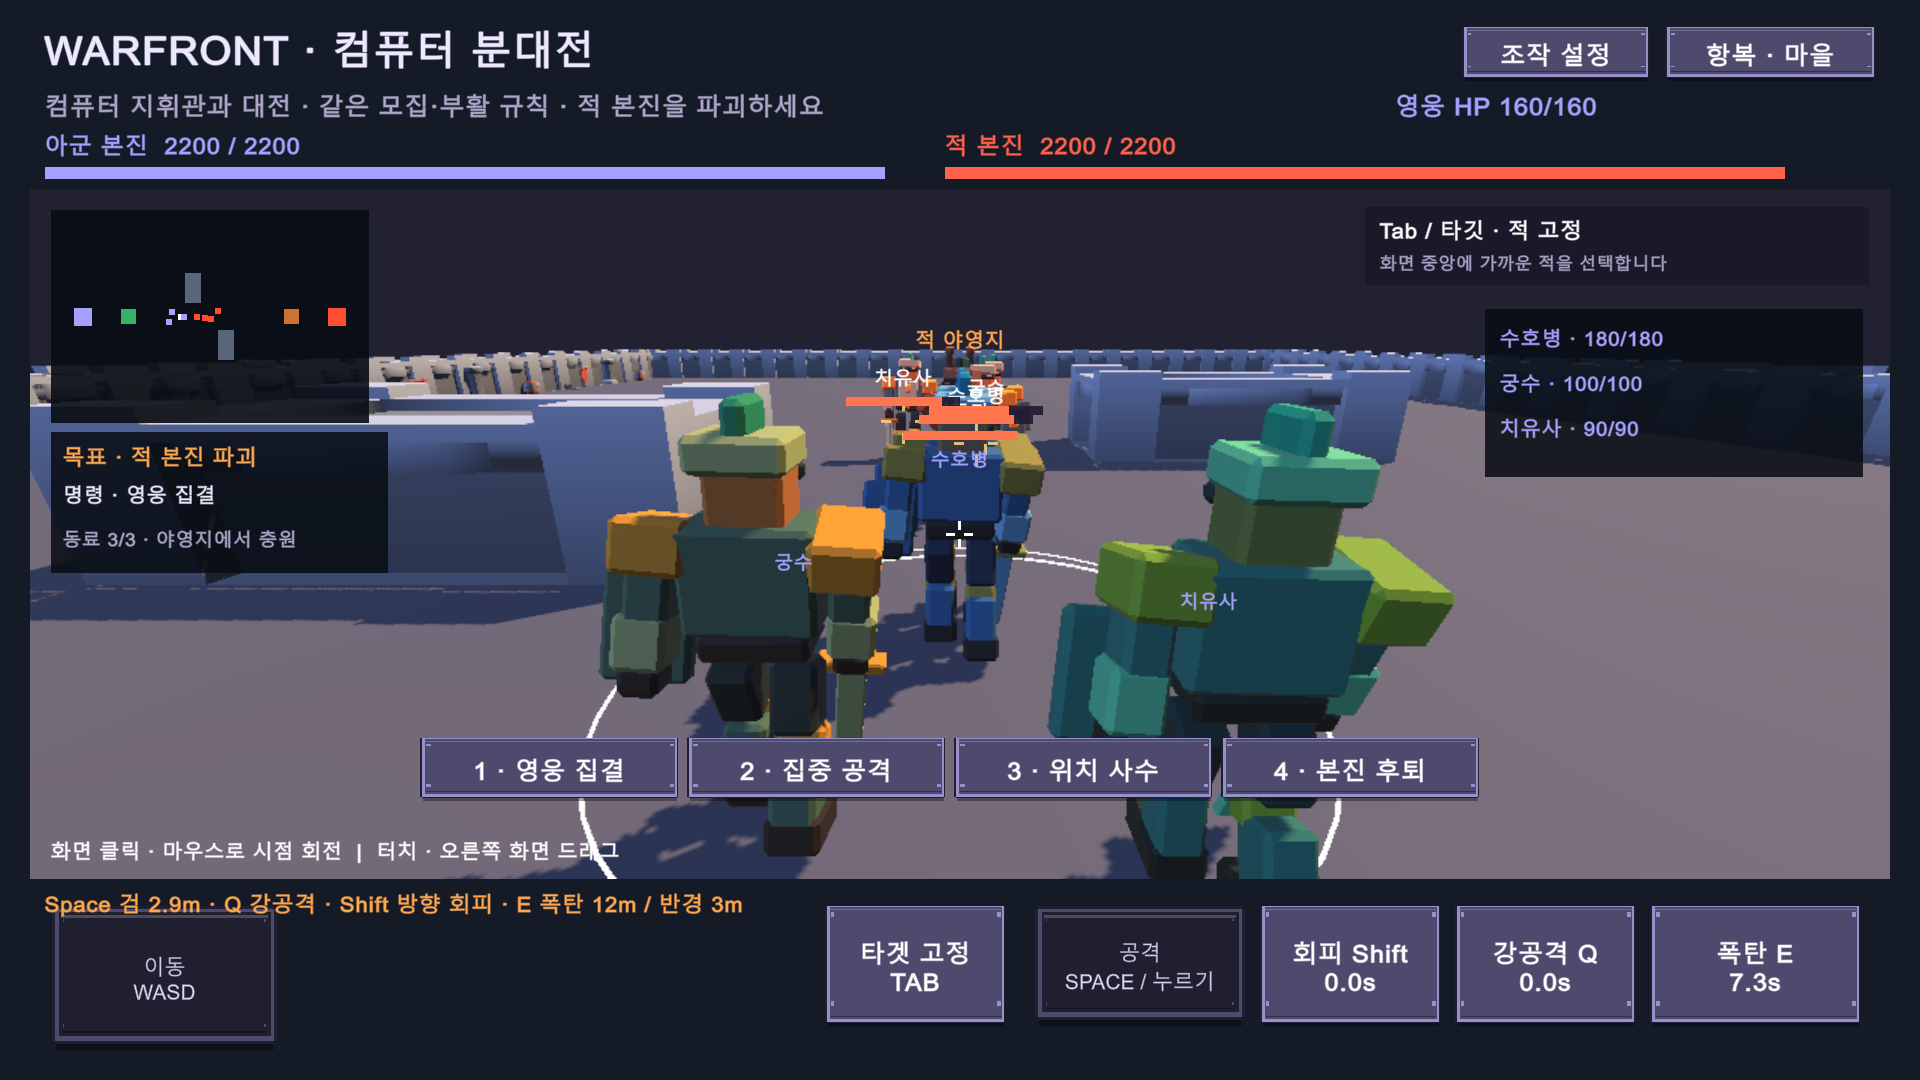 WARFRONT · 컴퓨터 분대전
조작 설정
항복 · 마을
컴퓨터 지휘관과 대전 · 같은 모집·부활 규칙 · 적 본진을 파괴하세요
영웅 HP 160/160
아군 본진 2200 / 2200
적 본진 2200 / 2200
Tab / 타깃 · 적 고정
화면 중앙에 가까운 적을 선택합니다
수호병 · 180/180
궁수 · 100/100
치유사 · 90/90
적 야영지
치유사
궁수
수호병
수호병
궁수
치유사
목표 · 적 본진 파괴
명령 · 영웅 집결
동료 3/3 · 야영지에서 충원
1 · 영웅 집결
2 · 집중 공격
3 · 위치 사수
4 · 본진 후퇴
화면 클릭 · 마우스로 시점 회전 | 터치 · 오른쪽 화면 드래그
Space 검 2.9m · Q 강공격 · Shift 방향 회피 · E 폭탄 12m / 반경 3m
이동
WASD
타겟 고정
TAB
공격
SPACE / 누르기
회피 Shift
0.0s
강공격 Q
0.0s
폭탄 E
7.3s